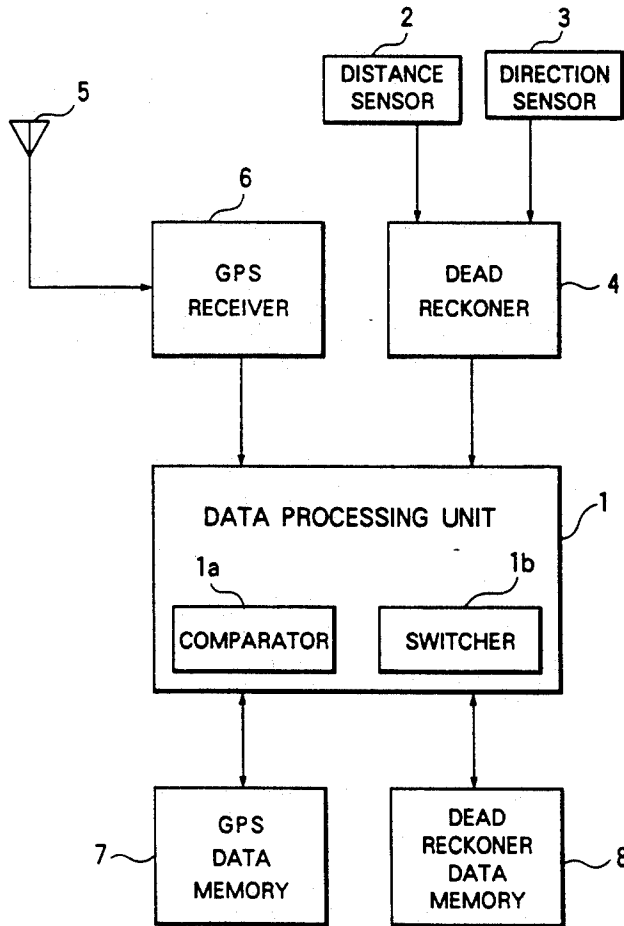 2
3
DISTANCE
SENSOR
DIRECTION
SENSOR
5
6
GPS
RECEIVER
DEAD
RECKONER
4
DATA PROCESSING UNIT
1
1a
1b
COMPARATOR
SWITCHER
GPS
DATA
MEMORY
7
DEAD
RECKONER
DATA
MEMORY
8